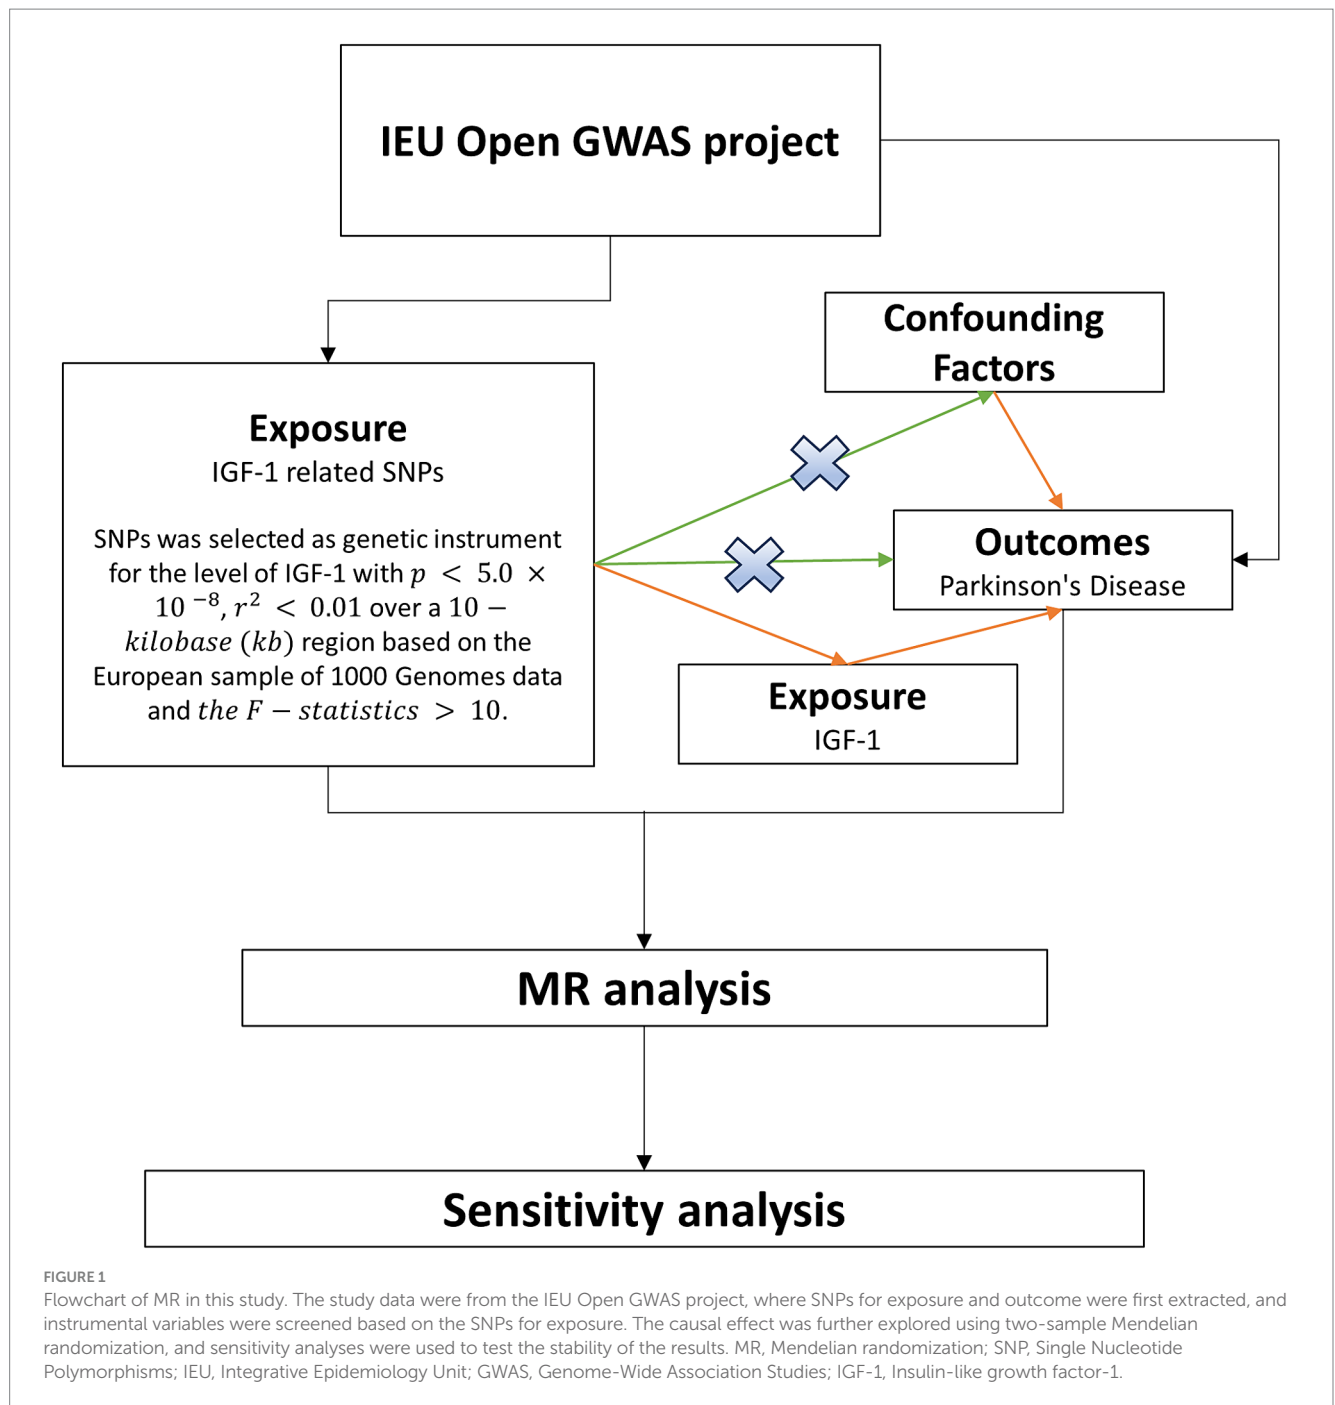 IEU Open GWAS project
Confounding
Factors
Exposure
IGF-1 related SNPs
SNPs was selected as genetic instrument
for the level of IGF-1 with p < 5.0 ×
10 ⁻⁸, r² < 0.01 over a 10 −
kilobase (kb) region based on the
European sample of 1000 Genomes data
and the F − statistics > 10.
Outcomes
Parkinson's Disease
Exposure
IGF-1
MR analysis
Sensitivity analysis
FIGURE 1
Flowchart of MR in this study. The study data were from the IEU Open GWAS project, where SNPs for exposure and outcome were first extracted, and
instrumental variables were screened based on the SNPs for exposure. The causal effect was further explored using two-sample Mendelian
randomization, and sensitivity analyses were used to test the stability of the results. MR, Mendelian randomization; SNP, Single Nucleotide
Polymorphisms; IEU, Integrative Epidemiology Unit; GWAS, Genome-Wide Association Studies; IGF-1, Insulin-like growth factor-1.